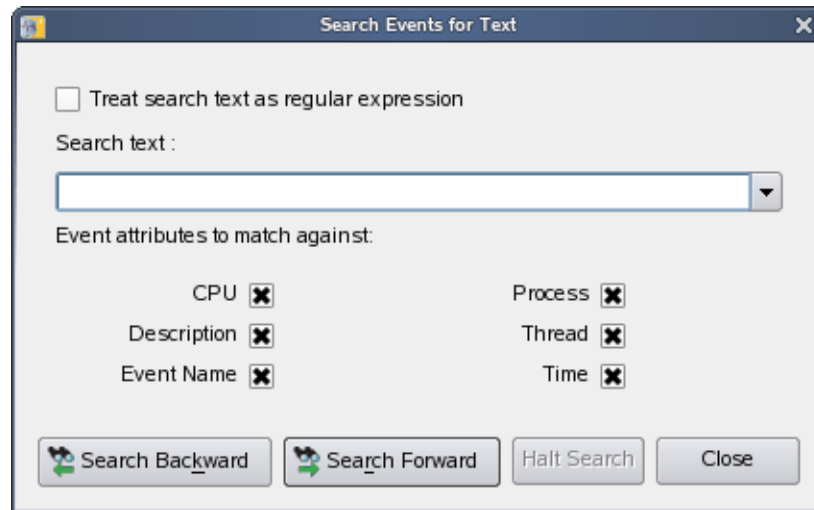 Search Events for Text
Treat search text as regular expression
Search text :
Event attributes to match against:
CPU Process
Description Thread
Event Name Time
Search Backward Search Forward Halt Search Close